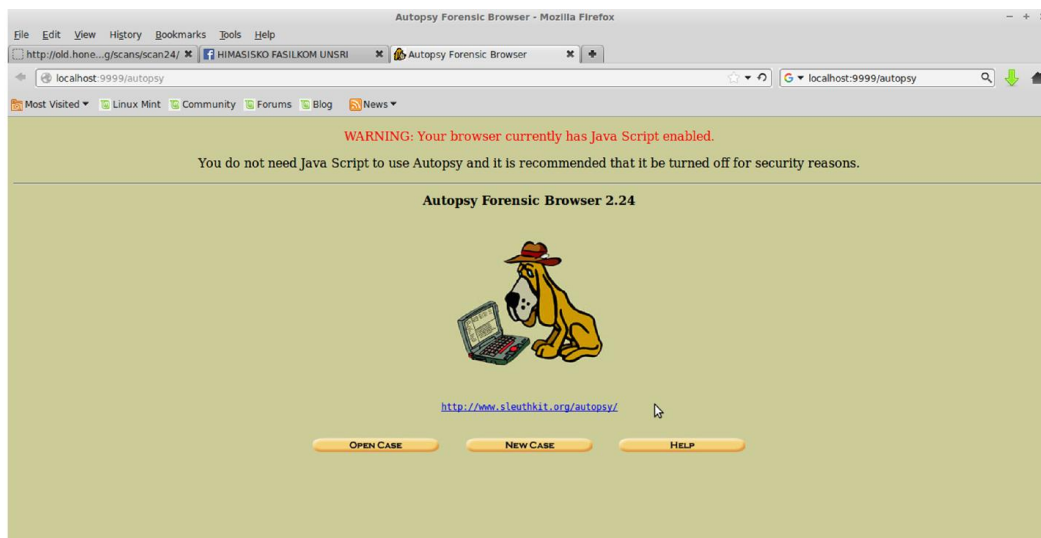 Autopsy Forensic Browser - Mozilla Firefox
File Edit View History Bookmarks Tools Help
http://old.hone...g/scans/scan24/ HIMASISKO FASILKOM UNSRI Autopsy Forensic Browser
localhost:9999/autopsy localhost:9999/autopsy
Most Visited Linux Mint Community Forums Blog News
WARNING: Your browser currently has Java Script enabled.
You do not need Java Script to use Autopsy and it is recommended that it be turned off for security reasons.
Autopsy Forensic Browser 2.24
http://www.sleuthkit.org/autopsy/
OPEN CASE NEW CASE HELP